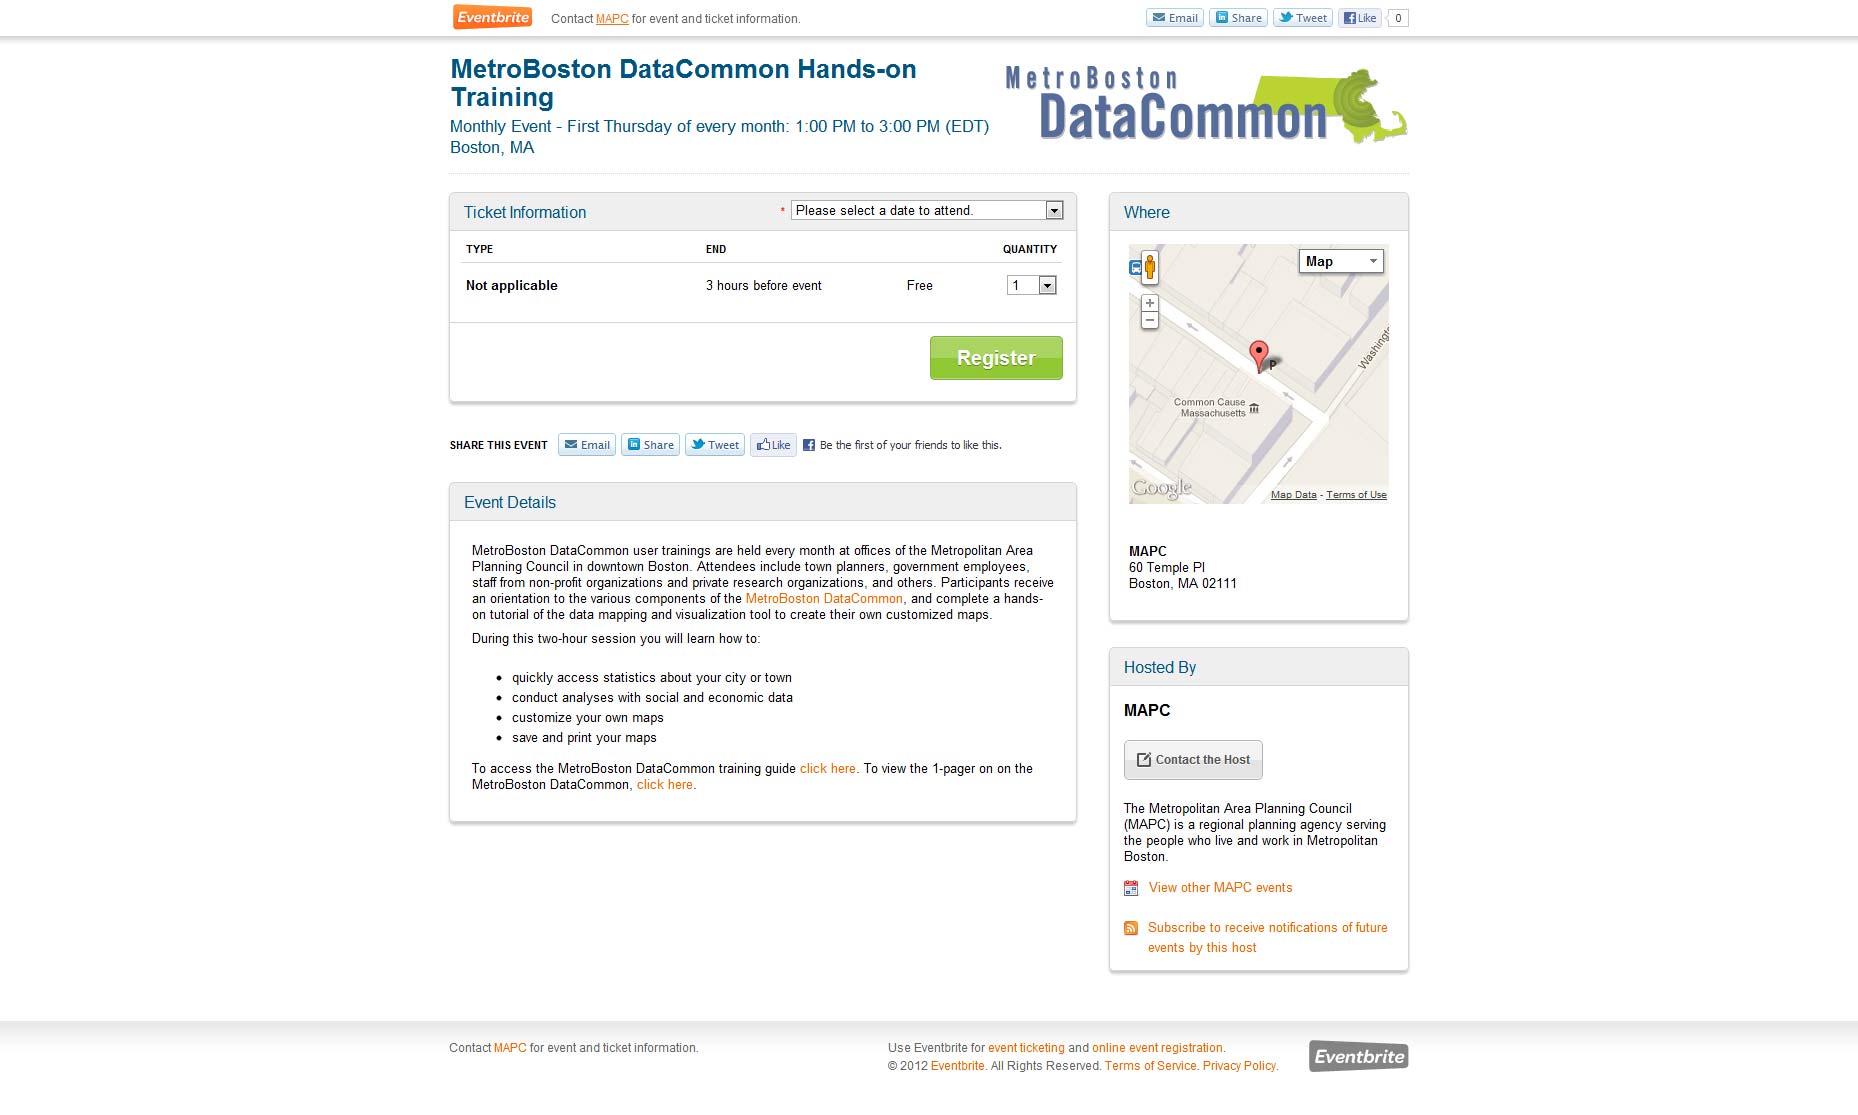 Eventbrite Contact MAPC for event and ticket information. Email Share Tweet Like 0
MetroBoston DataCommon Hands-on
Training
Monthly Event - First Thursday of every month: 1:00 PM to 3:00 PM (EDT)
Boston, MA
MetroBoston
DataCommon
Ticket Information * Please select a date to attend.
TYPE END QUANTITY
Not applicable 3 hours before event Free 1
Register
SHARE THIS EVENT Email Share Tweet Like Be the first of your friends to like this.
Event Details
MetroBoston DataCommon user trainings are held every month at offices of the Metropolitan Area
Planning Council in downtown Boston. Attendees include town planners, government employees,
staff from non-profit organizations and private research organizations, and others. Participants receive
an orientation to the various components of the MetroBoston DataCommon, and complete a hands-
on tutorial of the data mapping and visualization tool to create their own customized maps.
During this two-hour session you will learn how to:
• quickly access statistics about your city or town
• conduct analyses with social and economic data
• customize your own maps
• save and print your maps
To access the MetroBoston DataCommon training guide click here. To view the 1-pager on on the
MetroBoston DataCommon, click here.
Where
Map
+
−
P
Common Cause
Massachusetts
Google
Map Data - Terms of Use
MAPC
60 Temple Pl
Boston, MA 02111
Hosted By
MAPC
Contact the Host
The Metropolitan Area Planning Council
(MAPC) is a regional planning agency serving
the people who live and work in Metropolitan
Boston.
View other MAPC events
Subscribe to receive notifications of future
events by this host
Contact MAPC for event and ticket information.
Use Eventbrite for event ticketing and online event registration.
© 2012 Eventbrite. All Rights Reserved. Terms of Service. Privacy Policy.
Eventbrite